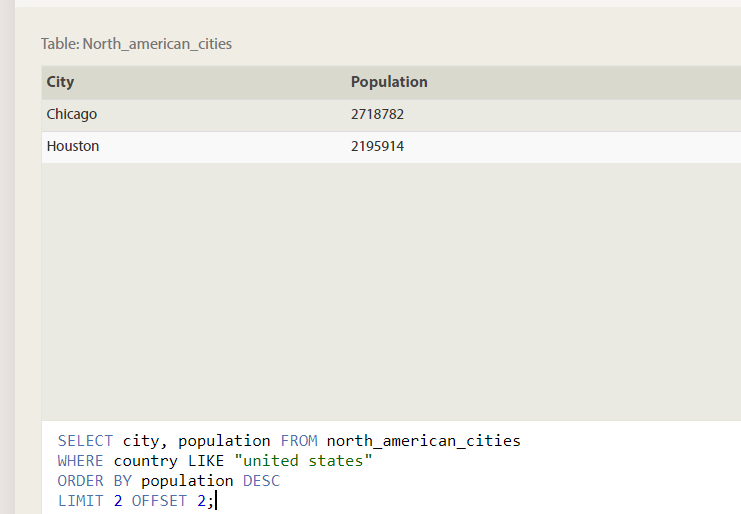 Table: North_american_cities
City Population
Chicago 2718782
Houston 2195914
SELECT city, population FROM north_american_cities
WHERE country LIKE "united states"
ORDER BY population DESC
LIMIT 2 OFFSET 2;